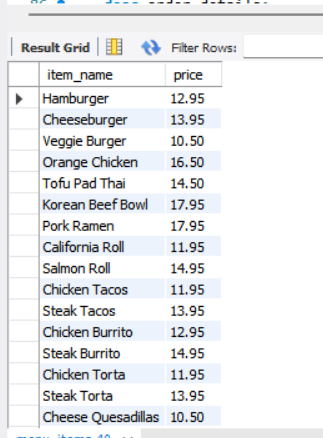 Result Grid Filter Rows:
item_name price
Hamburger 12.95
Cheeseburger 13.95
Veggie Burger 10.50
Orange Chicken 16.50
Tofu Pad Thai 14.50
Korean Beef Bowl 17.95
Pork Ramen 17.95
California Roll 11.95
Salmon Roll 14.95
Chicken Tacos 11.95
Steak Tacos 13.95
Chicken Burrito 12.95
Steak Burrito 14.95
Chicken Torta 11.95
Steak Torta 13.95
Cheese Quesadillas 10.50